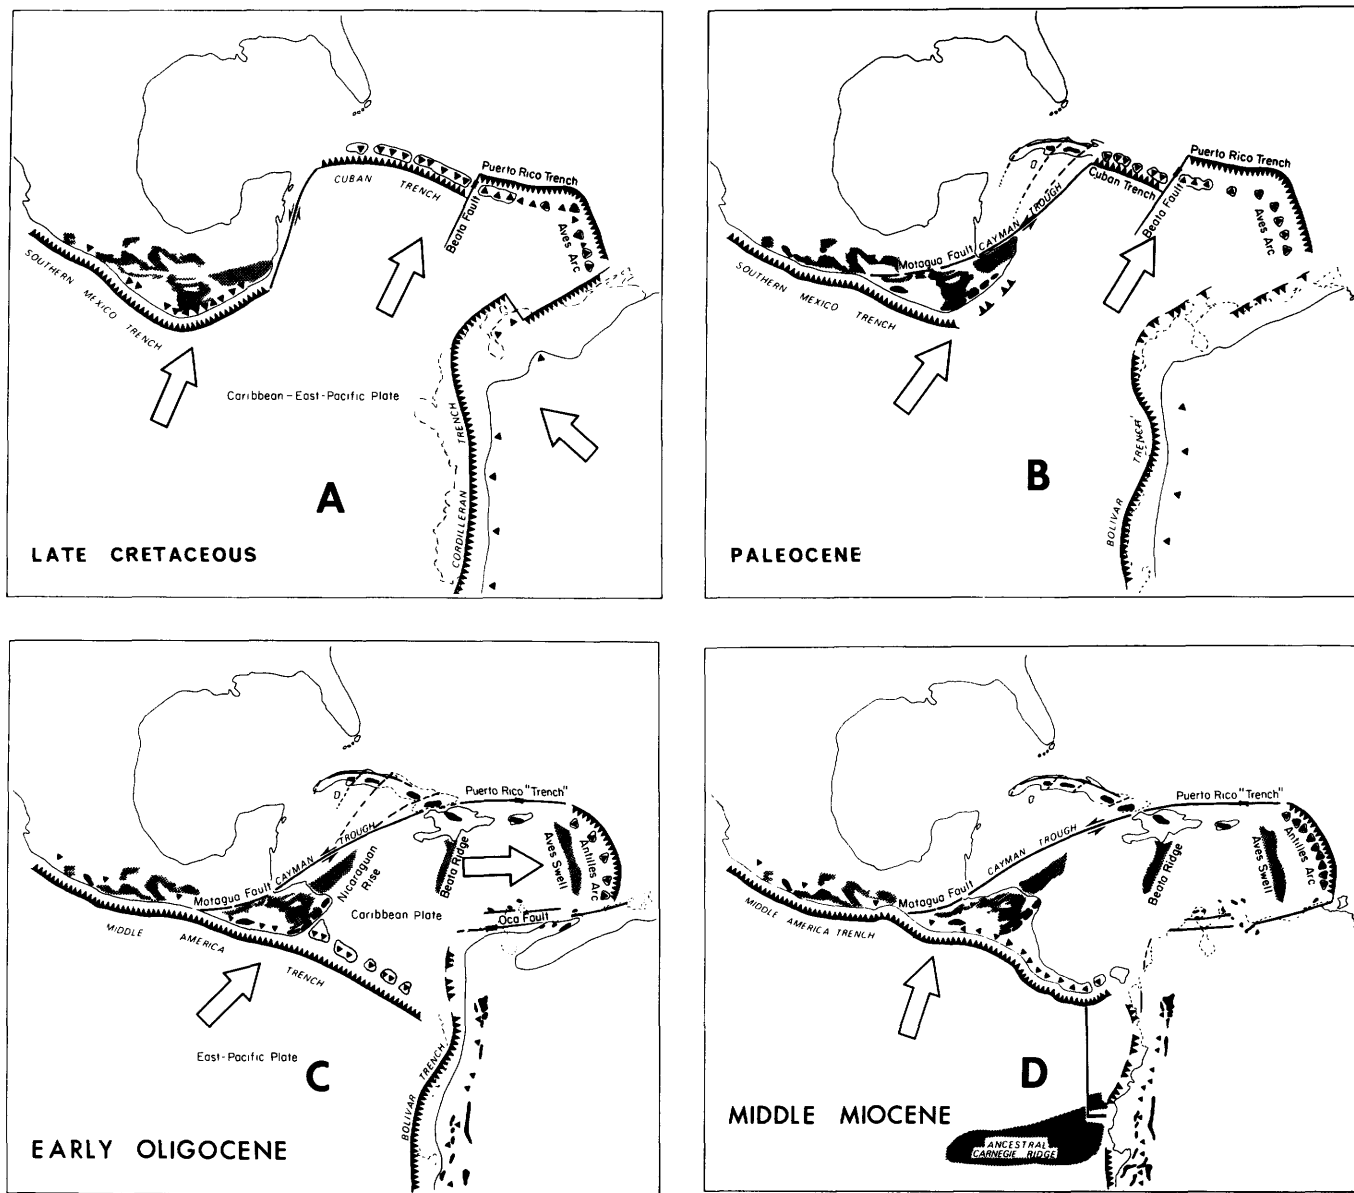 CUBAN TRENCH
Puerto Rico Trench
Beata Fault
Aves Arc
SOUTHERN MEXICO TRENCH
Caribbean-East-Pacific Plate
CORDILLERAN TRENCH
A
LATE CRETACEOUS
Puerto Rico Trench
Cuban Trench
Beata Fault
Aves Arc
Motagua Fault
CAYMAN TROUGH
SOUTHERN MEXICO TRENCH
BOLIVAR TRENCH
B
PALEOCENE
Puerto Rico "Trench"
CAYMAN TROUGH
Motagua Fault
Nicaraguan Rise
Beata Ridge
Aves Swell
Antilles Arc
Caribbean Plate
Oca Fault
MIDDLE AMERICA TRENCH
East-Pacific Plate
BOLIVAR TRENCH
C
EARLY OLIGOCENE
Puerto Rico "Trench"
CAYMAN TROUGH
Motagua Fault
Beata Ridge
Aves Swell
Antilles Arc
MIDDLE AMERICA TRENCH
D
MIDDLE MIOCENE
ANCESTRAL
CARNEGIE RIDGE